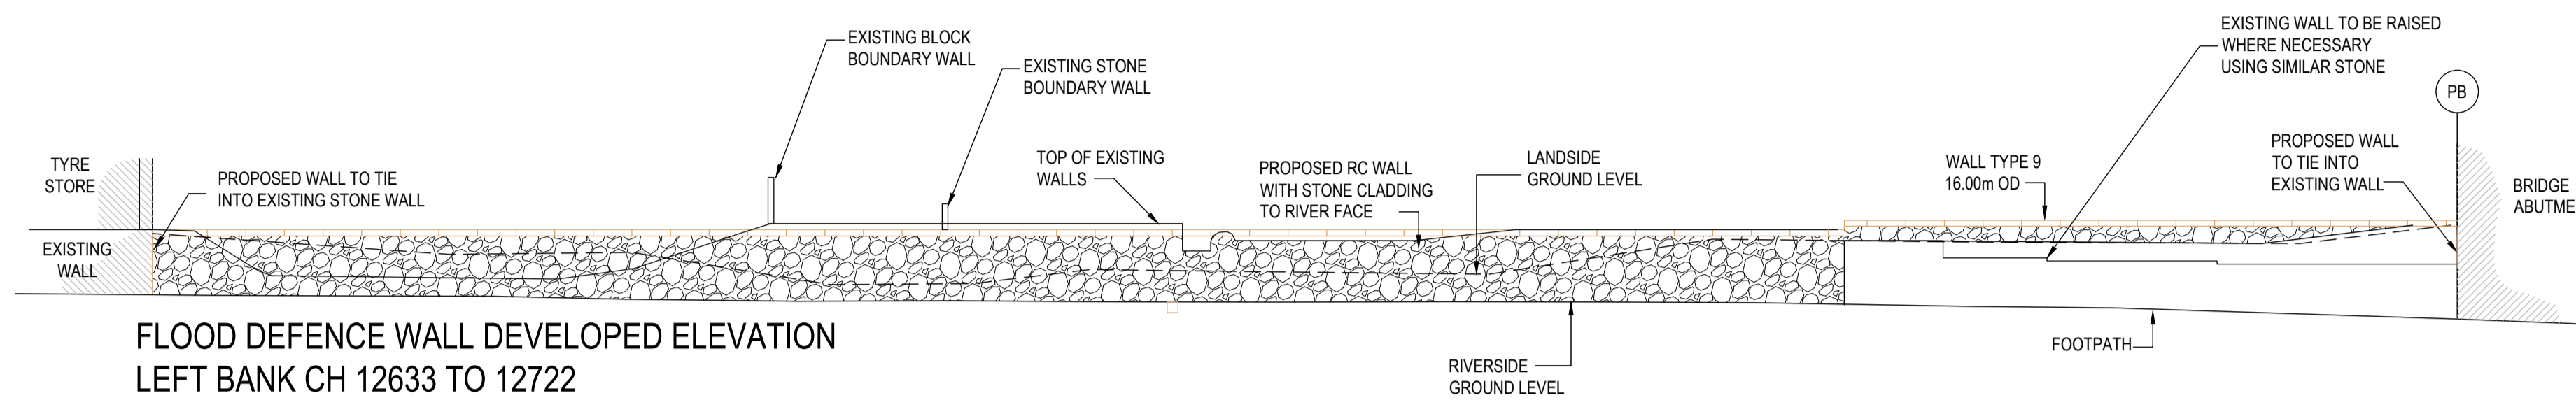 EXISTING BLOCK
BOUNDARY WALL
EXISTING STONE
BOUNDARY WALL
EXISTING WALL TO BE RAISED
WHERE NECESSARY
USING SIMILAR STONE
PB
TYRE
STORE
PROPOSED WALL TO TIE
INTO EXISTING STONE WALL
TOP OF EXISTING
WALLS
PROPOSED RC WALL
WITH STONE CLADDING
TO RIVER FACE
LANDSIDE
GROUND LEVEL
WALL TYPE 9
16.00m OD
PROPOSED WALL
TO TIE INTO
EXISTING WALL
BRIDGE
ABUTME
EXISTING
WALL
FLOOD DEFENCE WALL DEVELOPED ELEVATION
LEFT BANK CH 12633 TO 12722
RIVERSIDE
GROUND LEVEL
FOOTPATH